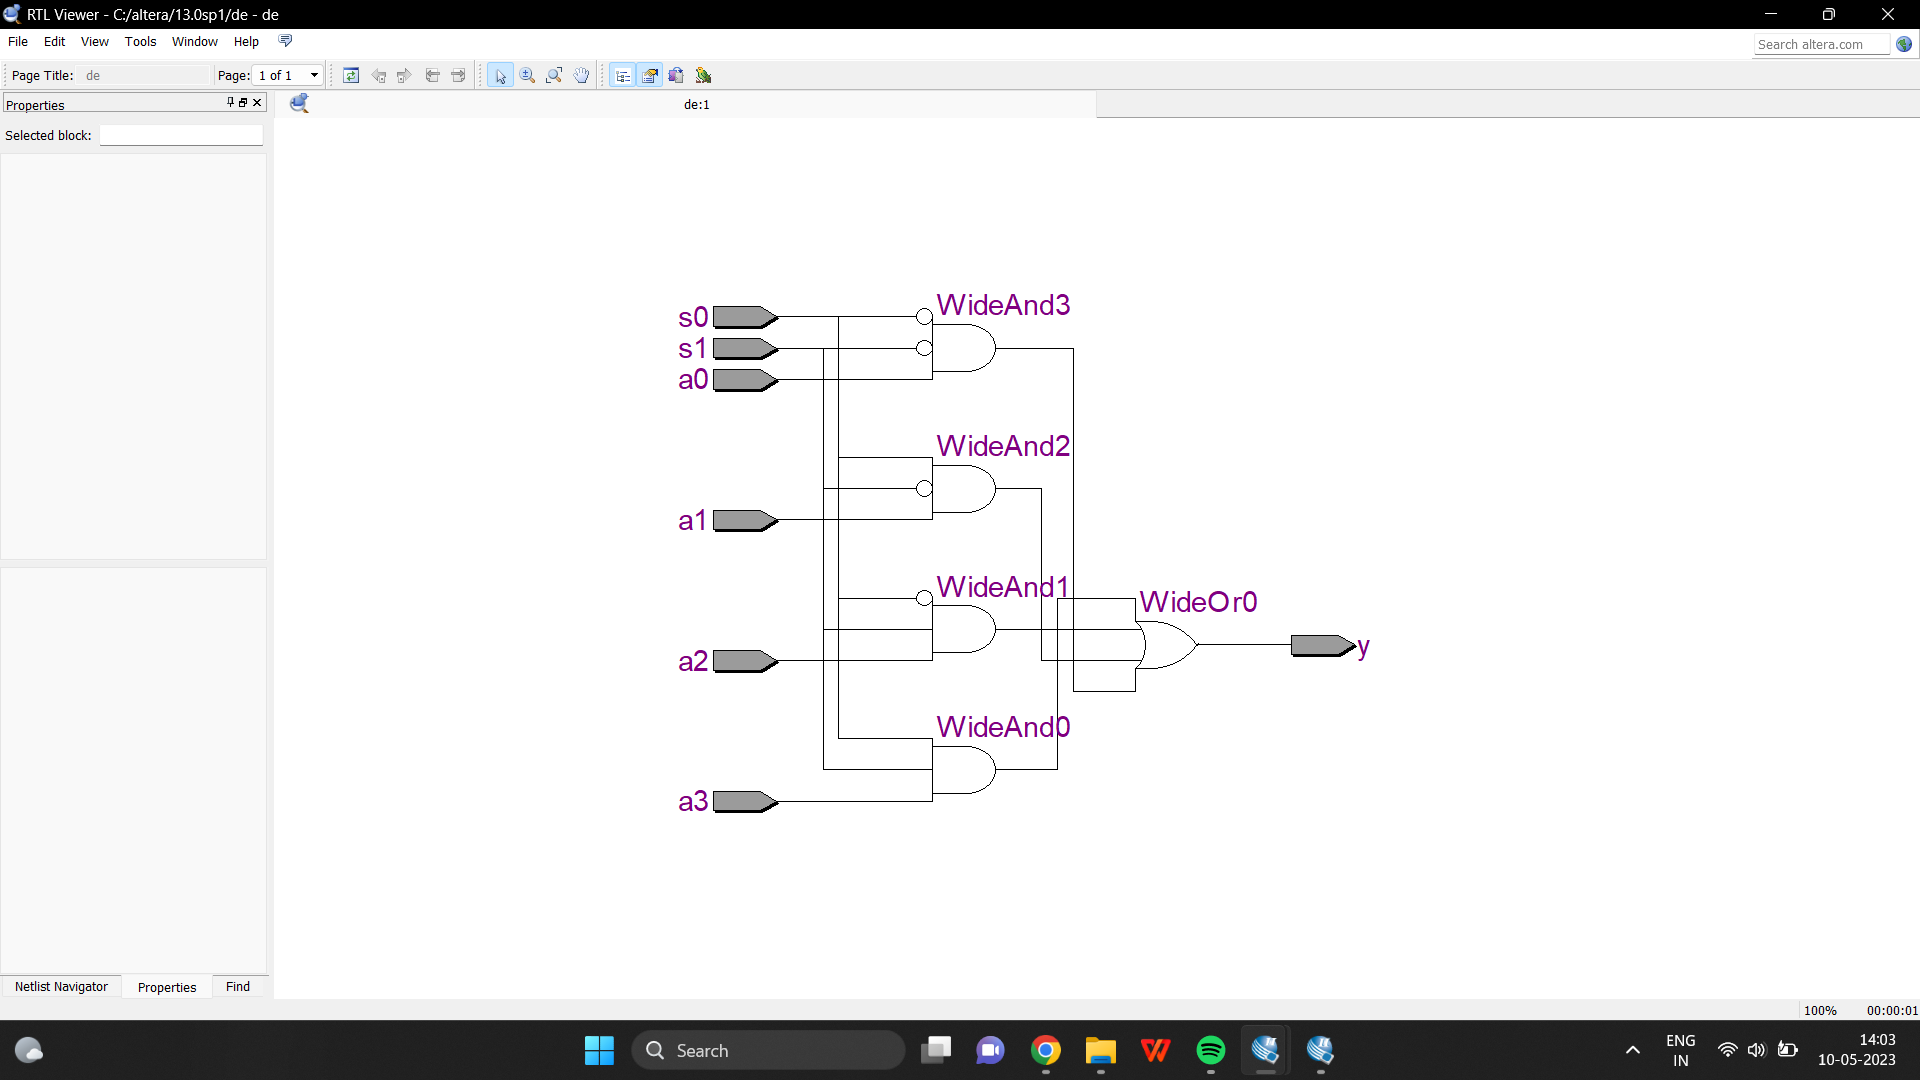 RTL Viewer - C:/altera/13.0sp1/de - de
File Edit View Tools Window Help
Search altera.com
Page Title: de Page: 1 of 1
Properties
de:1
Selected block:
WideAnd3
s0
s1
a0
WideAnd2
a1
WideAnd1
WideOr0
y
a2
WideAnd0
a3
Netlist Navigator Properties Find
100% 00:00:01
Search
ENG
IN
14:03
10-05-2023